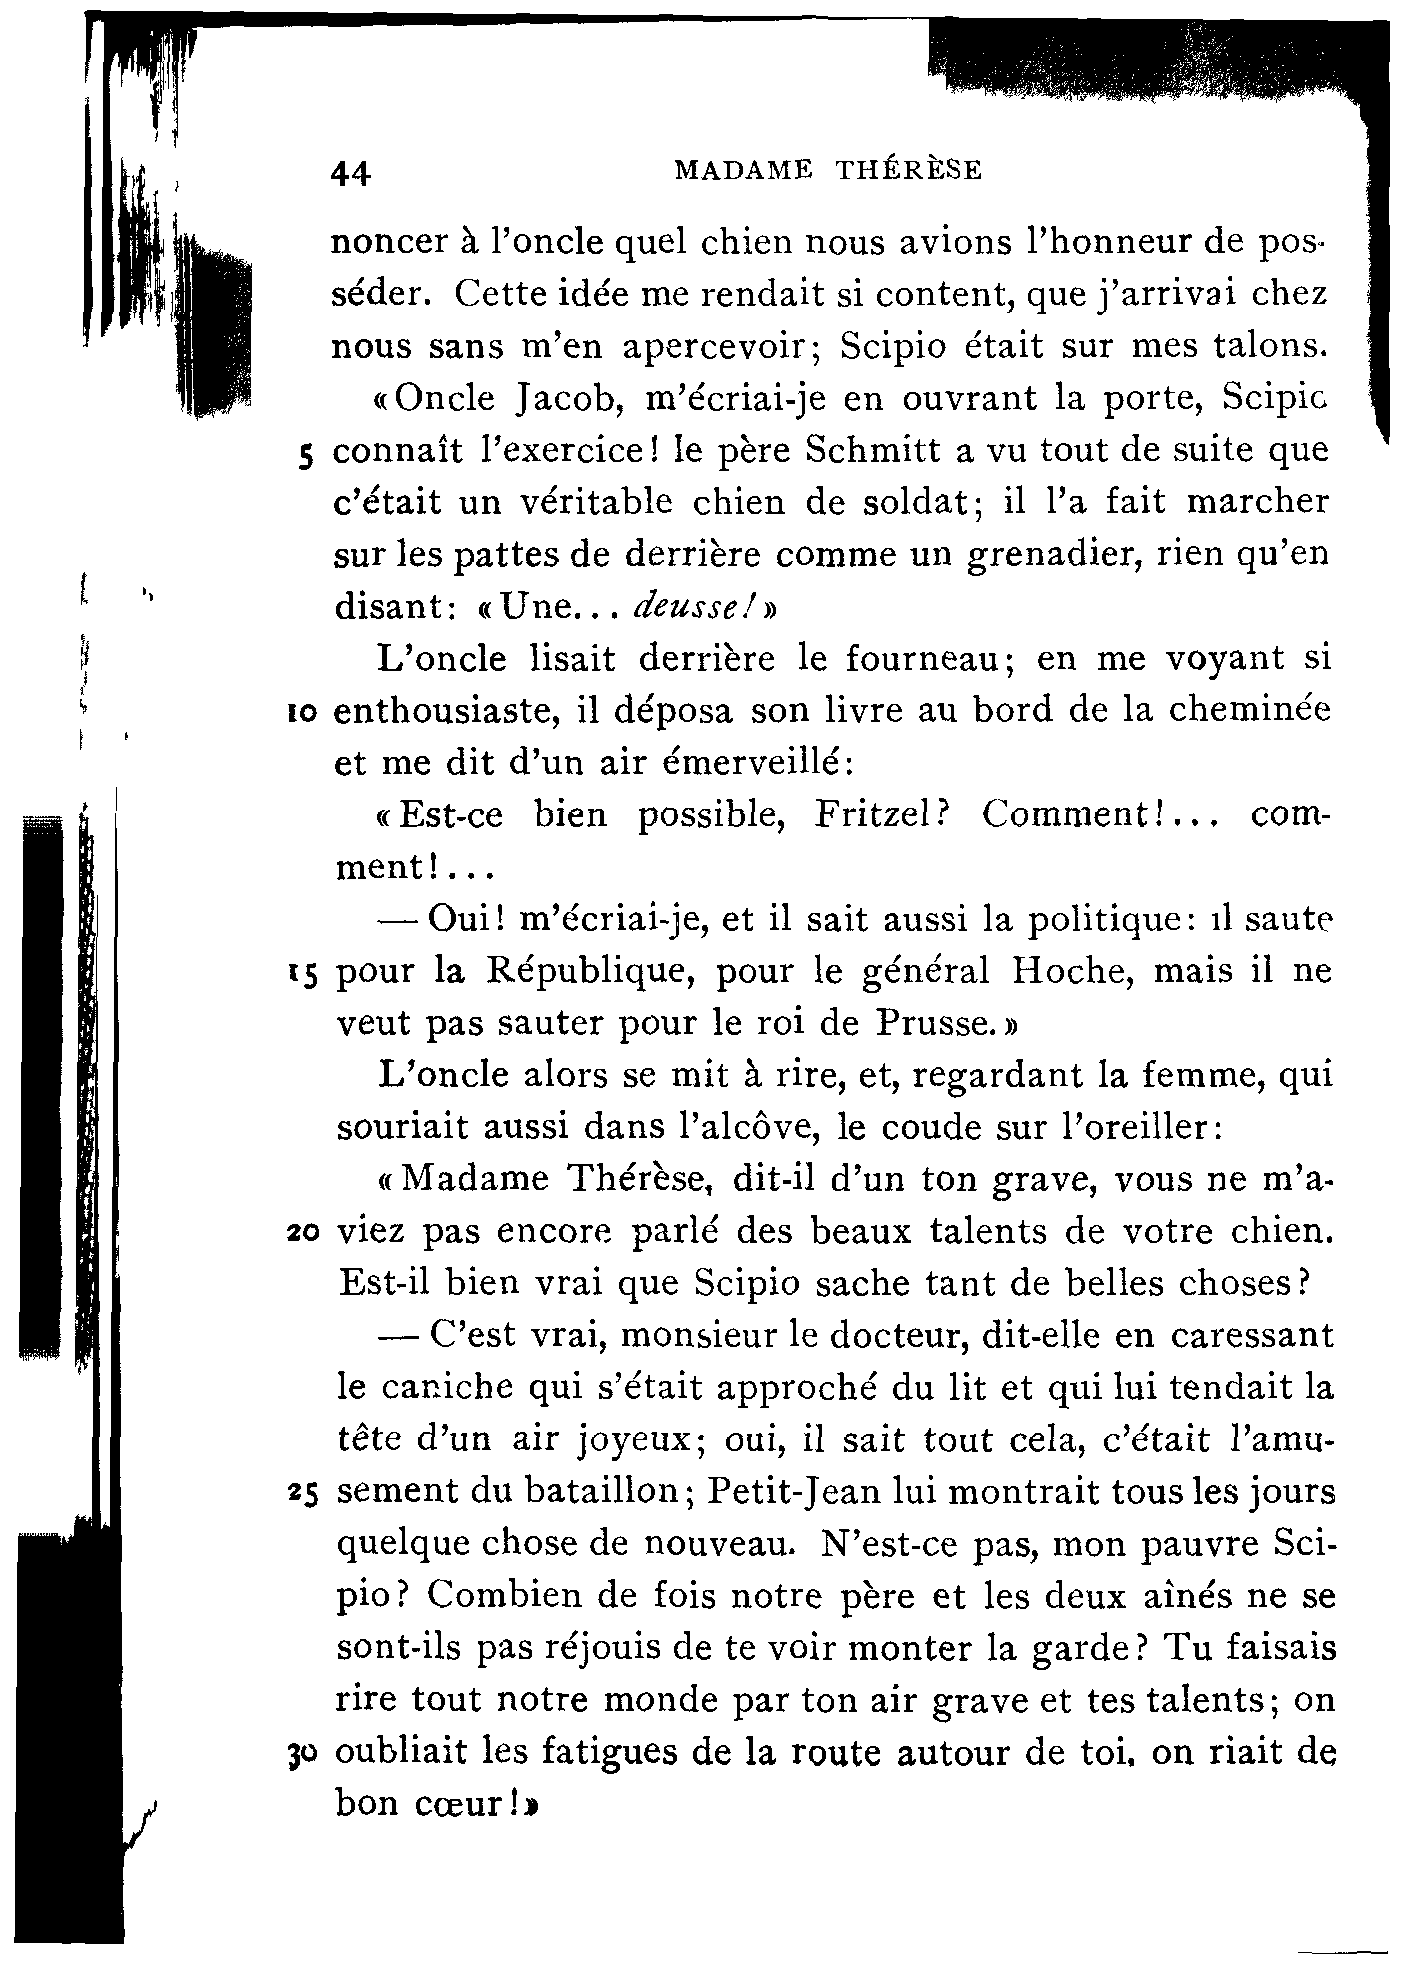 44 MADAME THÉRÈSE
noncer à l'oncle quel chien nous avions l'honneur de pos-
séder. Cette idée me rendait si content, que j'arrivai chez
nous sans m'en apercevoir; Scipio était sur mes talons.
«Oncle Jacob, m'écriai-je en ouvrant la porte, Scipio
5 connaît l'exercice! le père Schmitt a vu tout de suite que
c'était un véritable chien de soldat; il l'a fait marcher
sur les pattes de derrière comme un grenadier, rien qu'en
disant: «Une... deusse!»
L'oncle lisait derrière le fourneau; en me voyant si
10 enthousiaste, il déposa son livre au bord de la cheminée
et me dit d'un air émerveillé:
«Est-ce bien possible, Fritzel? Comment!... com-
ment!...
— Oui! m'écriai-je, et il sait aussi la politique: il saute
15 pour la République, pour le général Hoche, mais il ne
veut pas sauter pour le roi de Prusse.»
L'oncle alors se mit à rire, et, regardant la femme, qui
souriait aussi dans l'alcôve, le coude sur l'oreiller:
«Madame Thérèse, dit-il d'un ton grave, vous ne m'a-
20 viez pas encore parlé des beaux talents de votre chien.
Est-il bien vrai que Scipio sache tant de belles choses?
— C'est vrai, monsieur le docteur, dit-elle en caressant
le caniche qui s'était approché du lit et qui lui tendait la
tête d'un air joyeux; oui, il sait tout cela, c'était l'amu-
25 sement du bataillon; Petit-Jean lui montrait tous les jours
quelque chose de nouveau. N'est-ce pas, mon pauvre Sci-
pio? Combien de fois notre père et les deux aînés ne se
sont-ils pas réjouis de te voir monter la garde? Tu faisais
rire tout notre monde par ton air grave et tes talents; on
30 oubliait les fatigues de la route autour de toi, on riait de
bon cœur!»